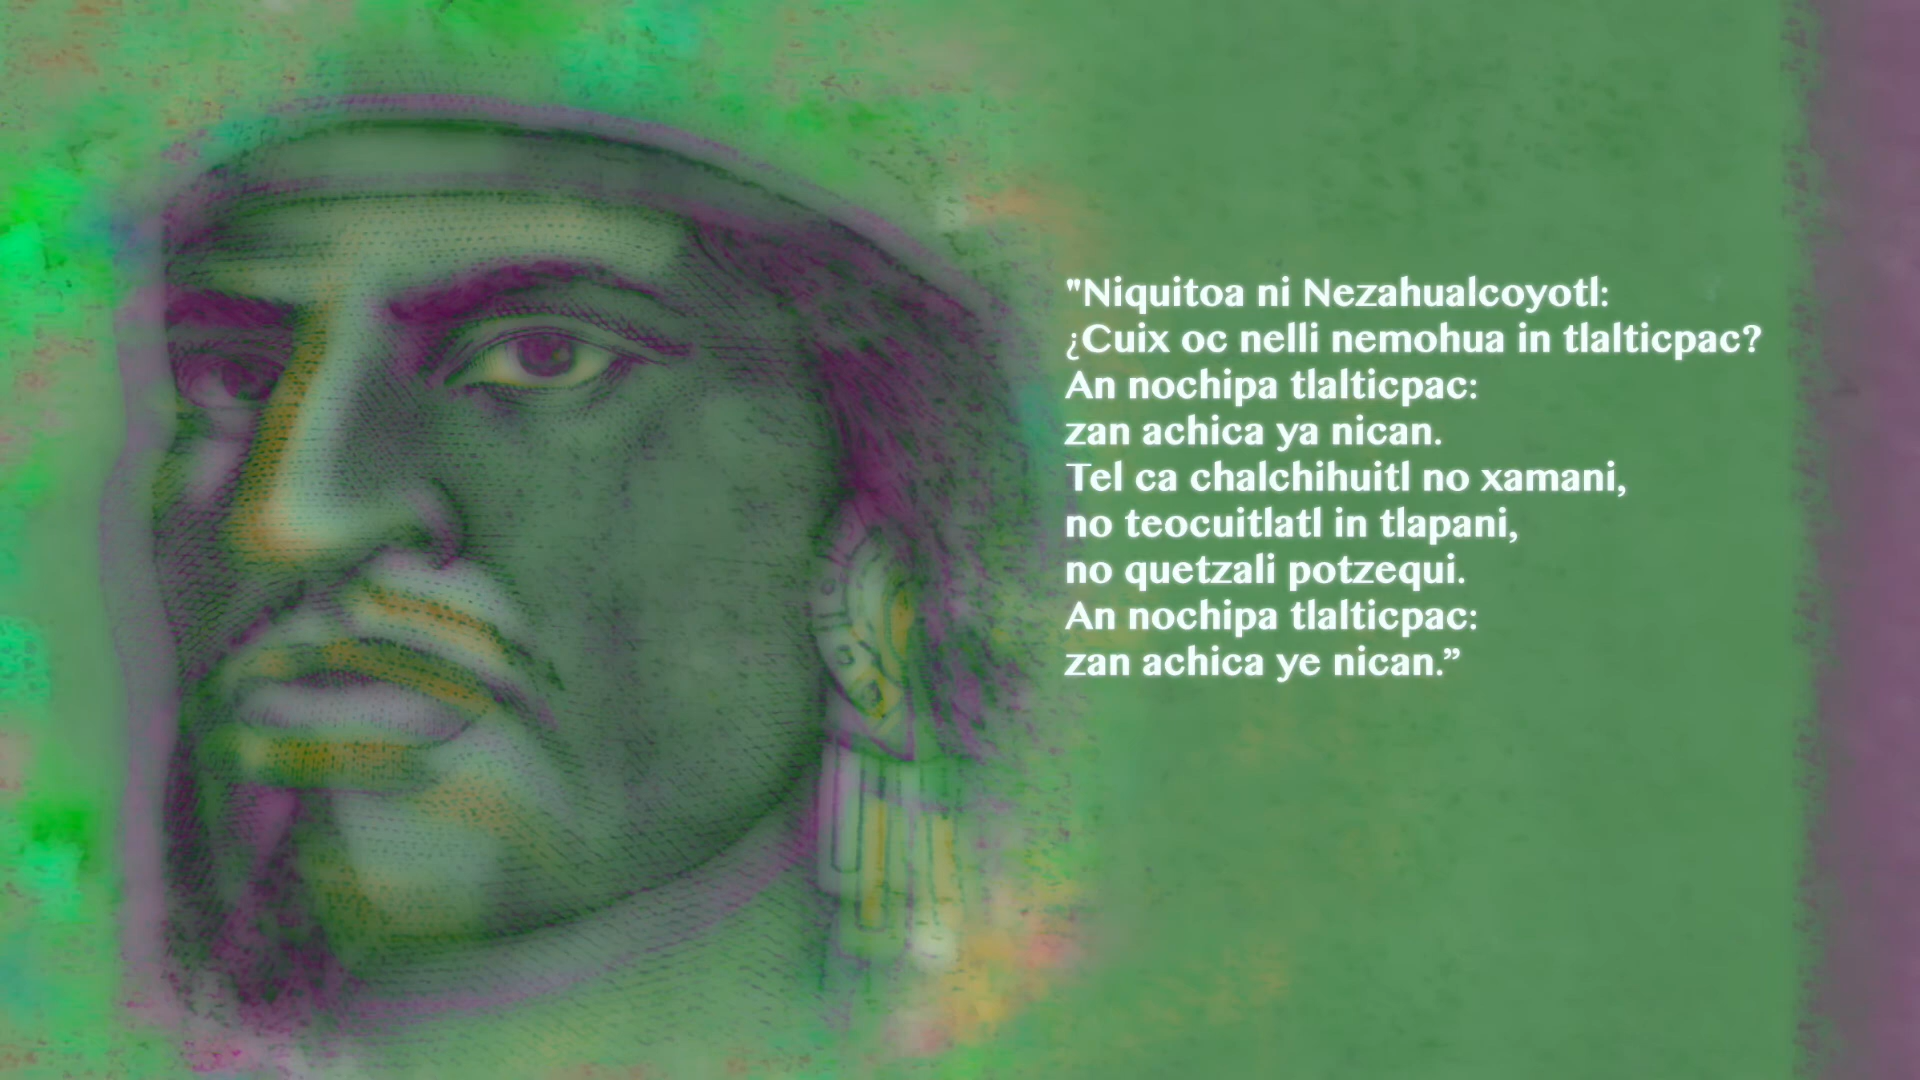 "Niquitoa ni Nezahualcoyotl:
¿Cuix oc nelli nemohua in tlalticpac?
An nochipa tlalticpac:
zan achica ya nican.
Tel ca chalchihuitl no xamani,
no teocuitlatl in tlapani,
no quetzali potzequi.
An nochipa tlalticpac:
zan achica ye nican.”